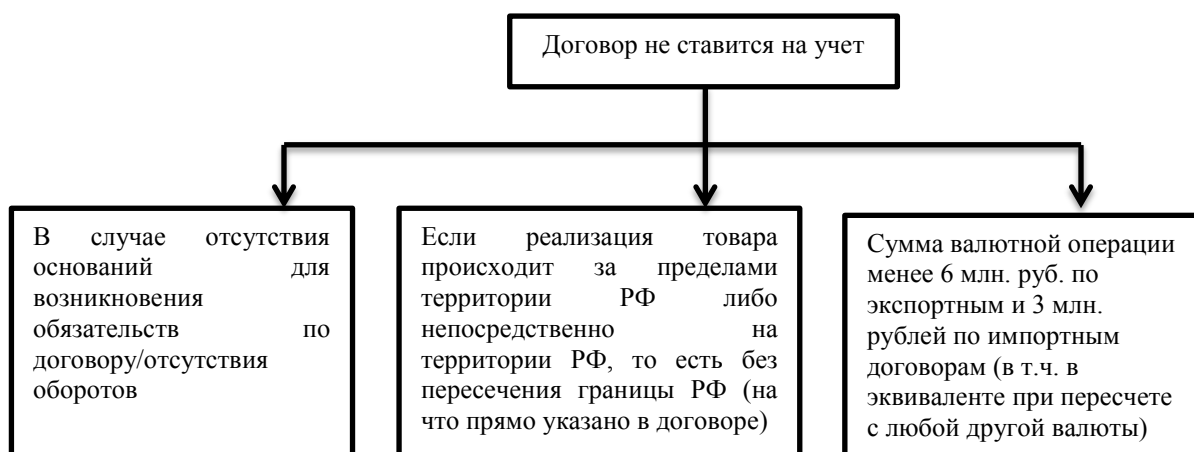 Договор не ставится на учет
В случае отсутствия
оснований для
возникновения
обязательств по
договору/отсутствия
оборотов
Если реализация товара
происходит за пределами
территории РФ либо
непосредственно на
территории РФ, то есть без
пересечения границы РФ (на
что прямо указано в договоре)
Сумма валютной операции
менее 6 млн. руб. по
экспортным и 3 млн.
рублей по импортным
договорам (в т.ч. в
эквиваленте при пересчете
с любой другой валюты)